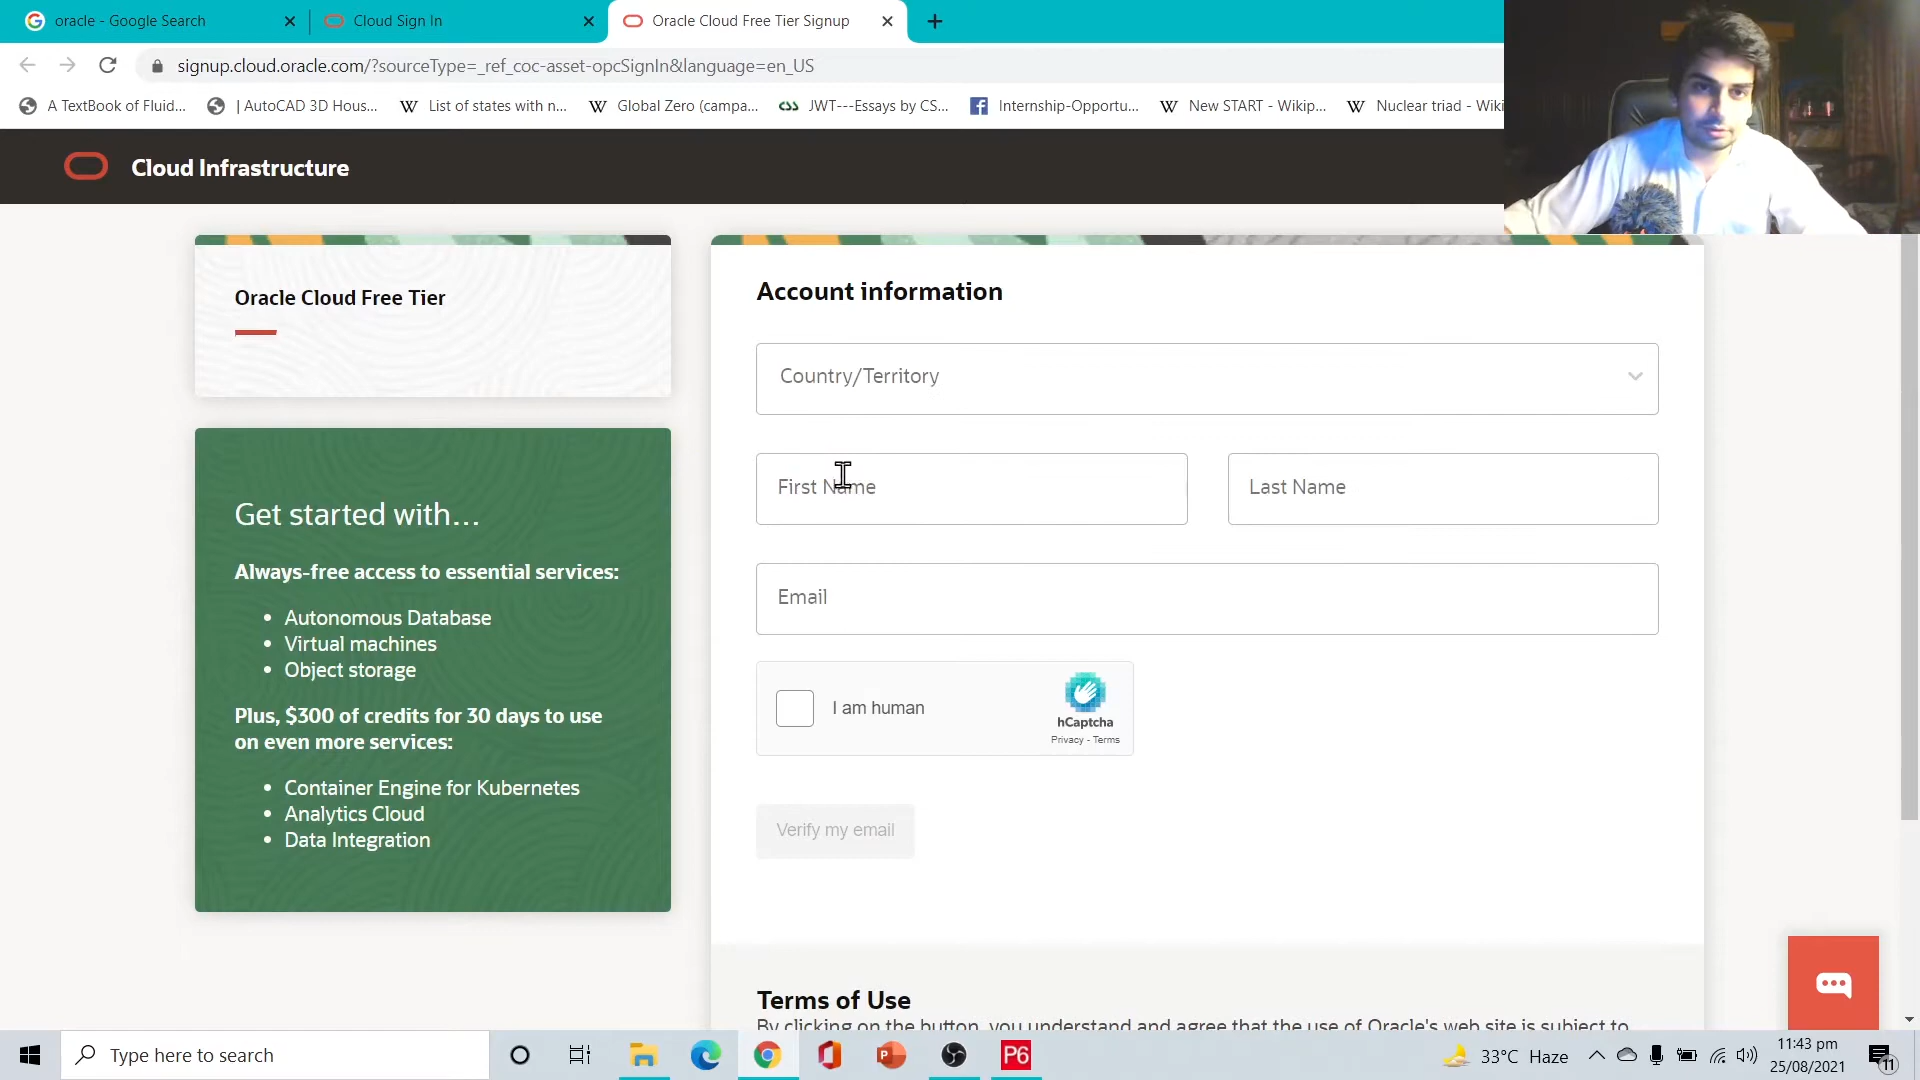 oracle - Google Search
Cloud Sign In
Oracle Cloud Free Tier Signup
signup.cloud.oracle.com/?sourceType=_ref_coc-asset-opcSignIn&language=en_US
A TextBook of Fluid...
| AutoCAD 3D Hous...
List of states with n...
Global Zero (campa...
JWT---Essays by CS...
Internship-Opportu...
New START - Wikip...
Nuclear triad - Wiki
Cloud Infrastructure
Oracle Cloud Free Tier
Get started with...
Always-free access to essential services:
• Autonomous Database
• Virtual machines
• Object storage
Plus, $300 of credits for 30 days to use
on even more services:
• Container Engine for Kubernetes
• Analytics Cloud
• Data Integration
Account information
Country/Territory
First Name
Last Name
Email
I am human
hCaptcha
Privacy - Terms
Verify my email
Terms of Use
By clicking on the button, you understand and agree that the use of Oracle's web site is subject to
Type here to search
P6
33°C Haze
11:43 pm
25/08/2021
11